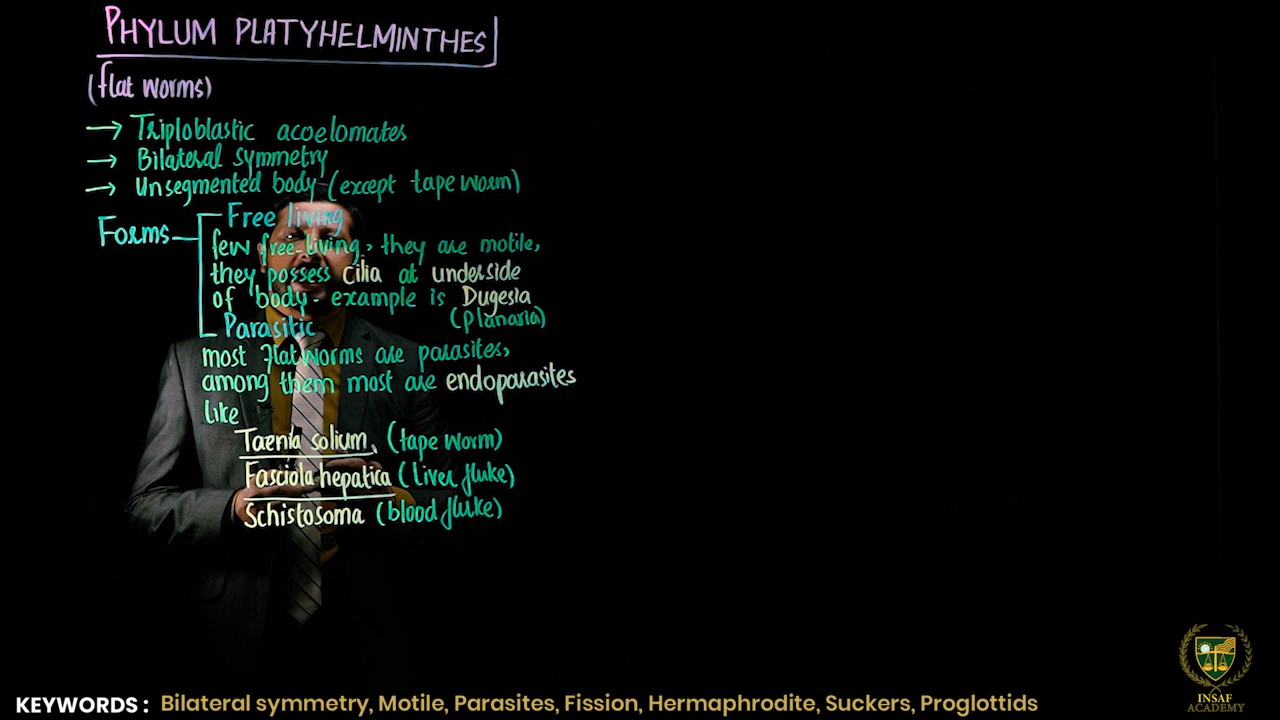 PHYLUM PLATYHELMINTHES
(flat worms)
→ Triploblastic acoelomates
→ Bilateral symmetry
→ Unsegmented body (except tape worm)
Forms
Free living
few free-living, they are motile,
they possess cilia at underside
of body. example is Dugesia
(Planaria)
Parasitic
most flatworms are parasites,
among them most are endoparasites
like
Taenia solium, (tape worm)
Fasciola hepatica (liver fluke)
Schistosoma (blood fluke)
KEYWORDS : Bilateral symmetry, Motile, Parasites, Fission, Hermaphrodite, Suckers, Proglottids
INSAF
ACADEMY